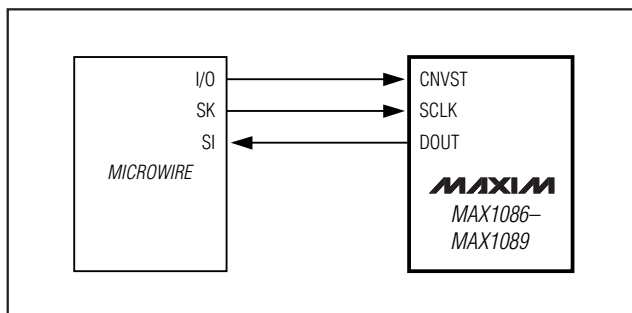 I/O
SK
SI
MICROWIRE
CNVST
SCLK
DOUT
MAXIM
MAX1086–
MAX1089